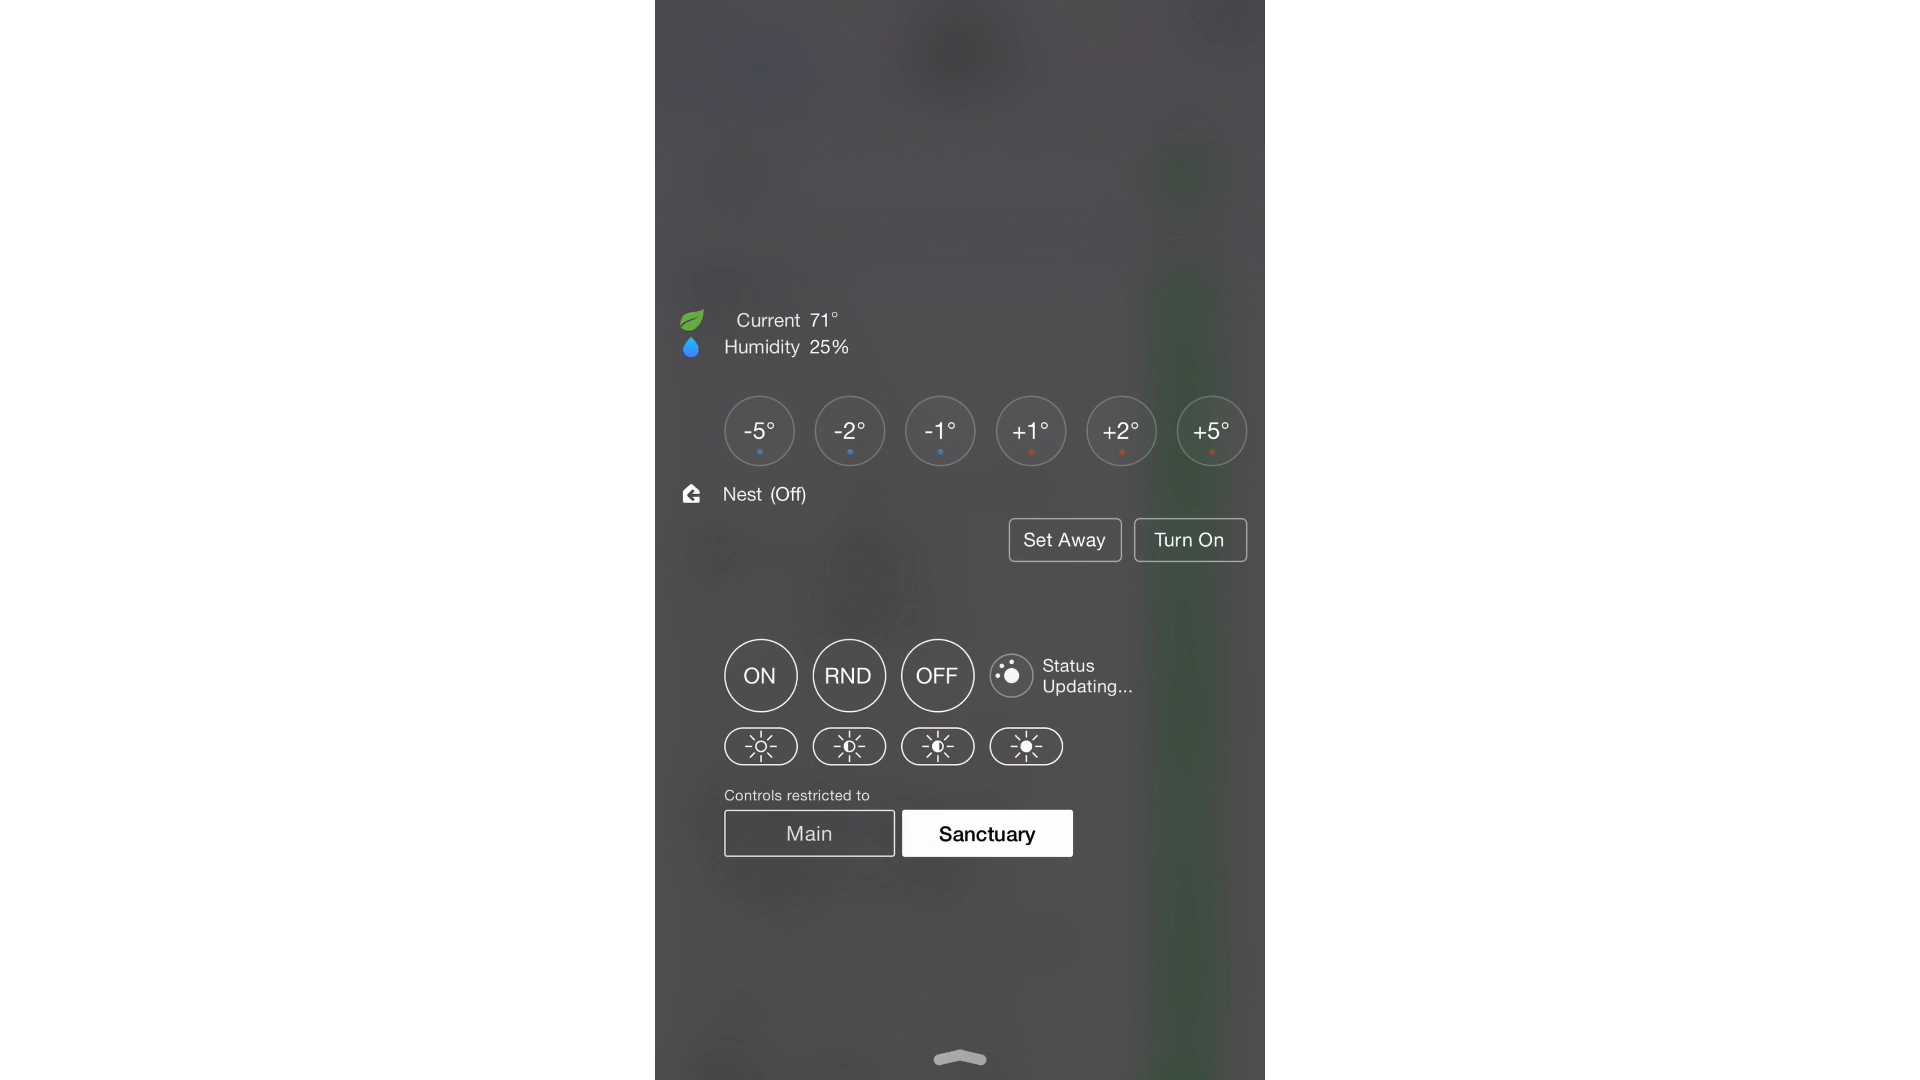 Current 71°
Humidity 25%
-5° -2° -1° +1° +2° +5°
Nest (Off)
Set Away Turn On
ON RND OFF Status Updating...
Controls restricted to
Main Sanctuary